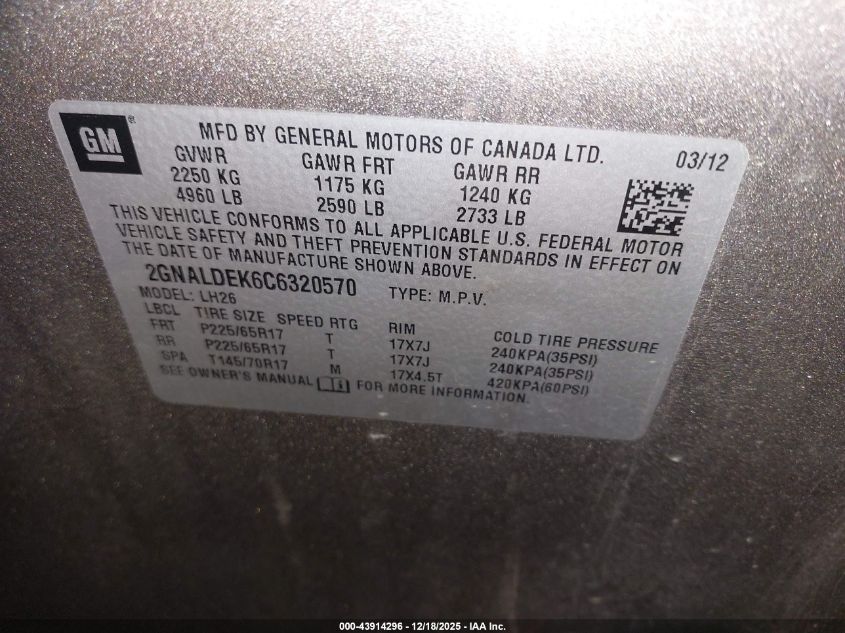 GM®
MFD BY GENERAL MOTORS OF CANADA LTD. 03/12
GVWR GAWR FRT GAWR RR
2250 KG 1175 KG 1240 KG
4960 LB 2590 LB 2733 LB
THIS VEHICLE CONFORMS TO ALL APPLICABLE U.S. FEDERAL MOTOR
VEHICLE SAFETY AND THEFT PREVENTION STANDARDS IN EFFECT ON
THE DATE OF MANUFACTURE SHOWN ABOVE.
2GNALDEK6C6320570 TYPE: M.P.V.
MODEL: LH26
LBCL TIRE SIZE SPEED RTG RIM COLD TIRE PRESSURE
FRT P225/65R17 T 17X7J 240KPA(35PSI)
RR P225/65R17 T 17X7J 240KPA(35PSI)
SPA T145/70R17 M 17X4.5T 420KPA(60PSI)
SEE OWNER'S MANUAL FOR MORE INFORMATION.
000-43914296 - 12/18/2025 - IAA Inc.